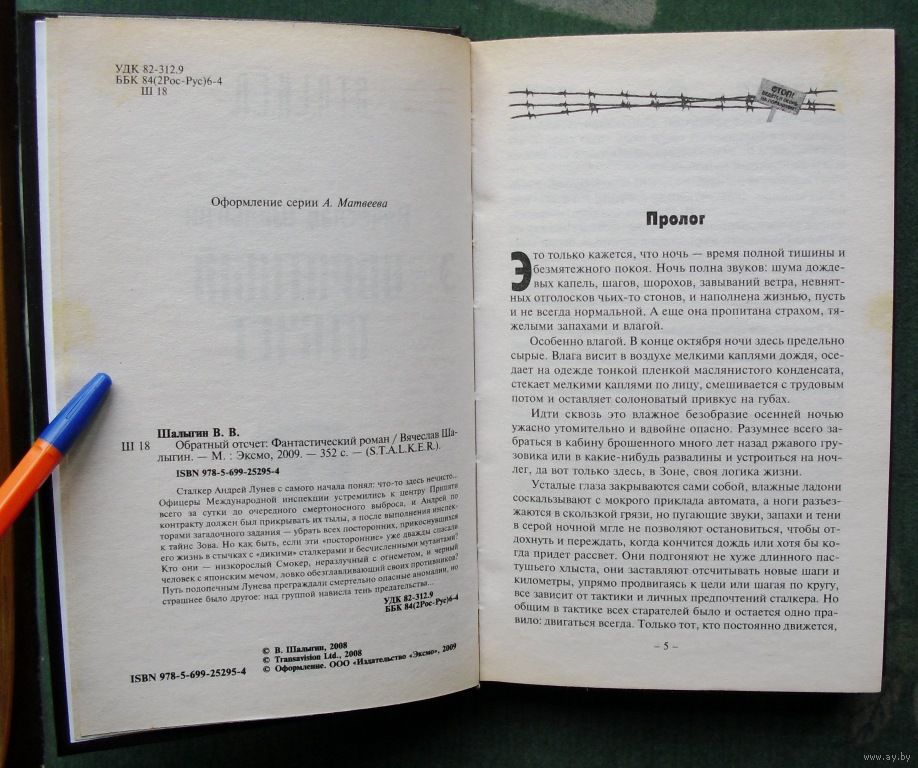 УДК 82-312.9
ББК 84(2Рос-Рус)6-4
Ш 18
Оформление серии А. Матвеева
Шалыгин В. В.
Ш 18 Обратный отсчет: Фантастический роман / Вячеслав Ша-
лыгин. — М. : Эксмо, 2009. — 352 с. — (S.T.A.L.K.E.R.).
ISBN 978-5-699-25295-4
Сталкер Андрей Лунев с самого начала понял: что-то здесь нечисто...
Офицеры Международной инспекции устремились к центру Припяти
всего за сутки до очередного смертоносного выброса, и Андрей по
контракту должен был прикрывать их тылы, а после выполнения инспек-
торами загадочного задания — убрать всех посторонних, прикоснувшихся
к тайне Зова. Но как быть, если эти «посторонние» уже дважды спасали
его жизнь в стычках с «дикими» сталкерами и бесчисленными мутантами?
Кто они — низкорослый Смокер, неразлучный с огнеметом, и черный
человек с японским мечом, ловко обезглавливающий своих противников?
Путь подопечным Лунева преграждали смертельно опасные аномалии, но
страшнее было другое: над группой нависла тень предательства...
УДК 82-312.9
ББК 84(2Рос-Рус)6-4
© В. Шалыгин, 2008
© Transavision Ltd., 2008
ISBN 978-5-699-25295-4 © Оформление. ООО «Издательство «Эксмо», 2009
СТОП!
Пролог
Это только кажется, что ночь — время полной тишины и
безмятежного покоя. Ночь полна звуков: шума дожде-
вых капель, шагов, шорохов, завываний ветра, невнят-
ных отголосков чьих-то стонов, и наполнена жизнью, пусть
и не всегда нормальной. А еще она пропитана страхом, тя-
желыми запахами и влагой.
Особенно влагой. В конце октября ночи здесь предельно
сырые. Влага висит в воздухе мелкими каплями дождя, осе-
дает на одежде тонкой пленкой маслянистого конденсата,
стекает мелкими каплями по лицу, смешивается с трудовым
потом и оставляет солоноватый привкус на губах.
Идти сквозь это влажное безобразие осенней ночью
ужасно утомительно и вдвойне опасно. Разумнее всего за-
браться в кабину брошенного много лет назад ржавого гру-
зовика или в какие-нибудь развалины и устроиться на ноч-
лег, да вот только здесь, в Зоне, своя логика жизни.
Усталые глаза закрываются сами собой, влажные ладони
соскальзывают с мокрого приклада автомата, а ноги разъез-
жаются в скользкой грязи, но пугающие звуки, запахи и тени
в серой ночной мгле не позволяют остановиться, чтобы от-
дохнуть и переждать, когда кончится дождь или хотя бы ко-
гда придет рассвет. Они подгоняют не хуже длинного пас-
тушьего хлыста, они заставляют отсчитывать новые шаги и
километры, упрямо продвигаясь к цели или шагая по кругу,
все зависит от тактики и личных предпочтений сталкера. Но
общим в тактике всех старателей было и остается одно пра-
вило: двигаться всегда. Только тот, кто постоянно движется,
– 5 –
www.ay.by